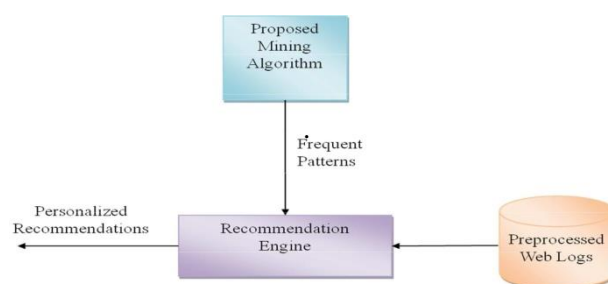 Proposed
Mining
Algorithm
Frequent
Patterns
Personalized
Recommendations
Recommendation
Engine
Preprocessed
Web Logs